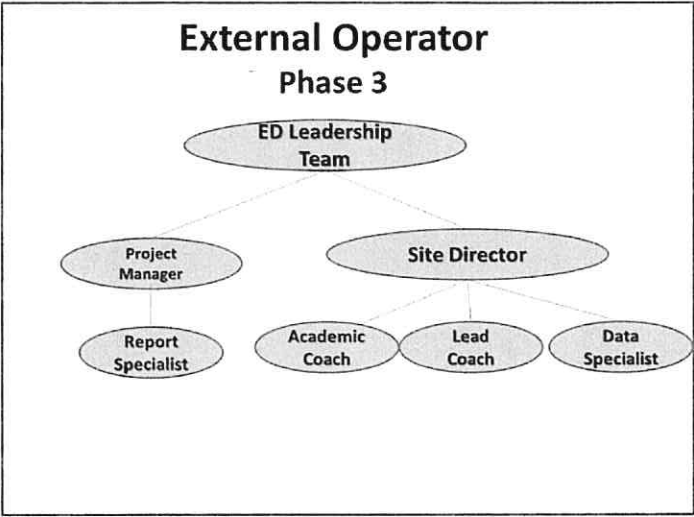 External Operator
Phase 3
ED Leadership
Team
Project
Manager
Site Director
Report
Specialist
Academic
Coach
Lead
Coach
Data
Specialist